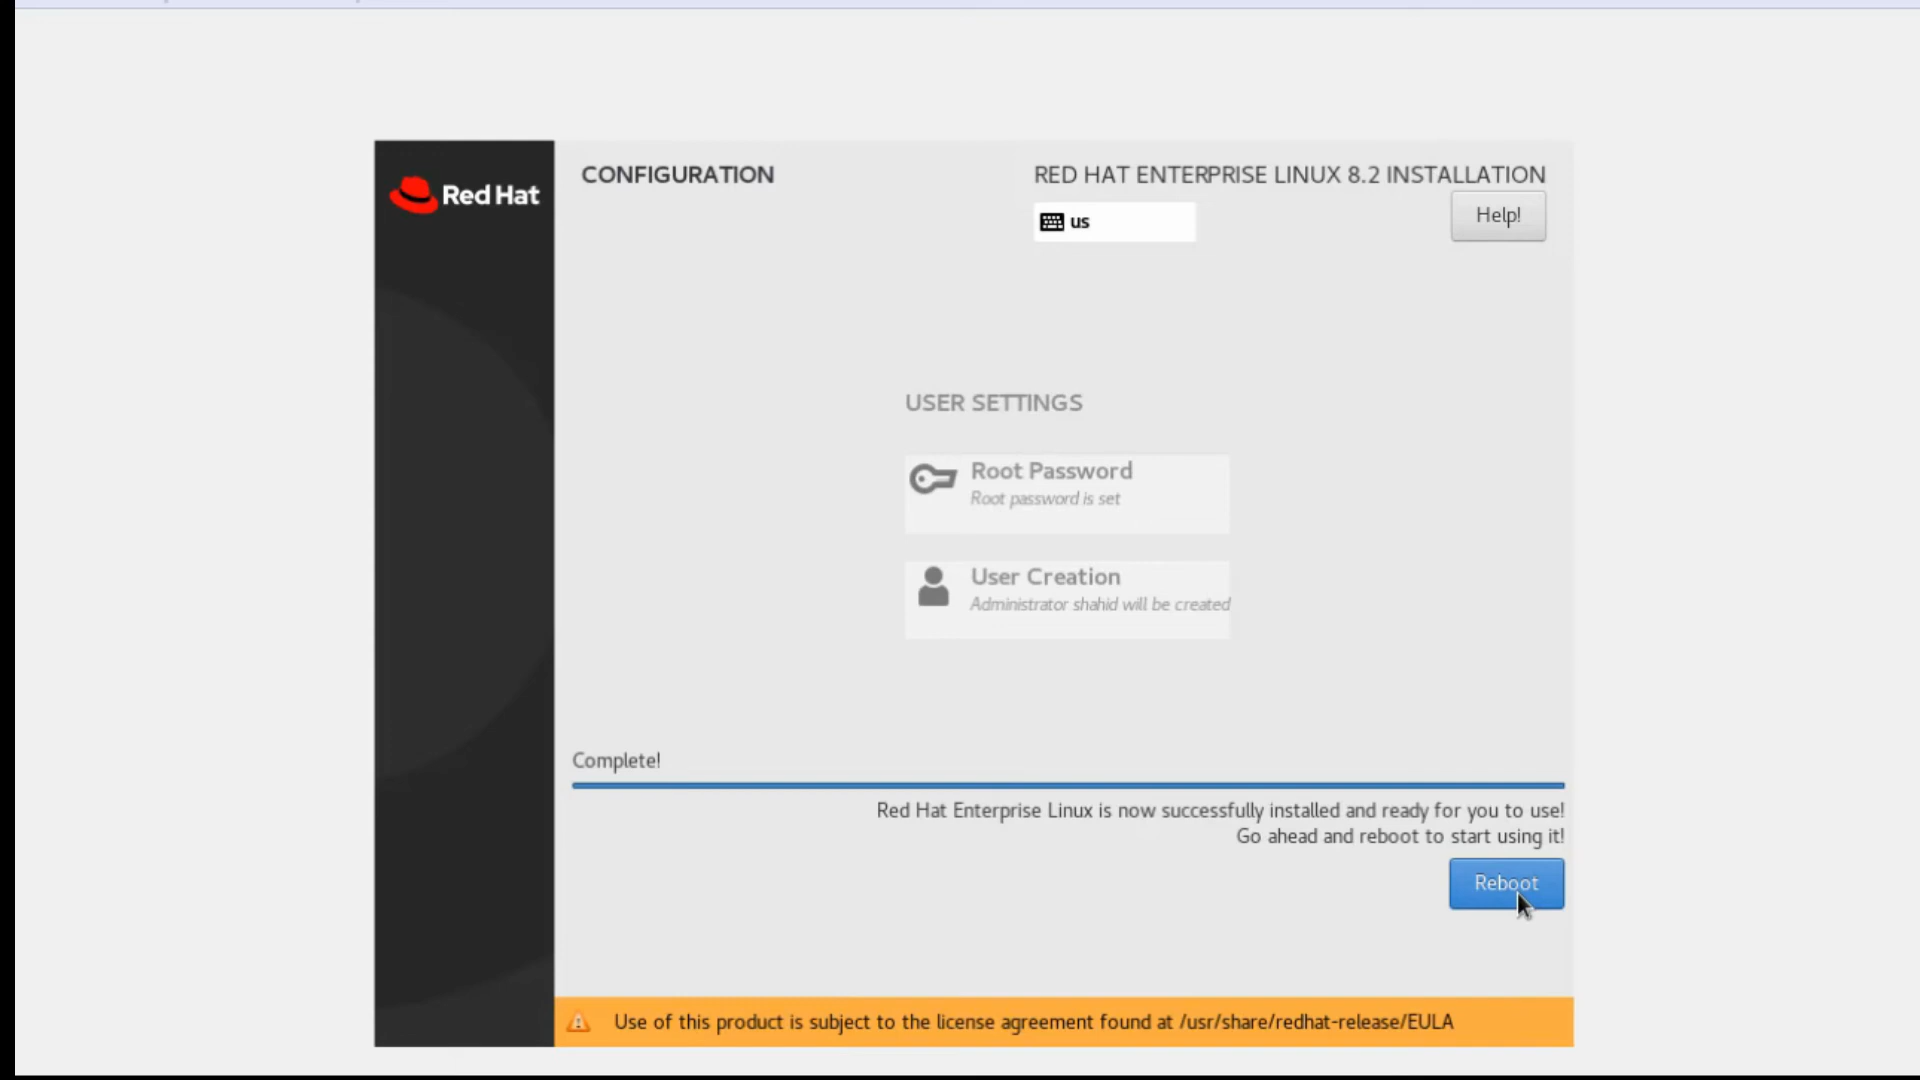 Red Hat
CONFIGURATION
RED HAT ENTERPRISE LINUX 8.2 INSTALLATION
us
Help!
USER SETTINGS
Root Password
Root password is set
User Creation
Administrator shahid will be created
Complete!
Red Hat Enterprise Linux is now successfully installed and ready for you to use!
Go ahead and reboot to start using it!
Reboot
Use of this product is subject to the license agreement found at /usr/share/redhat-release/EULA